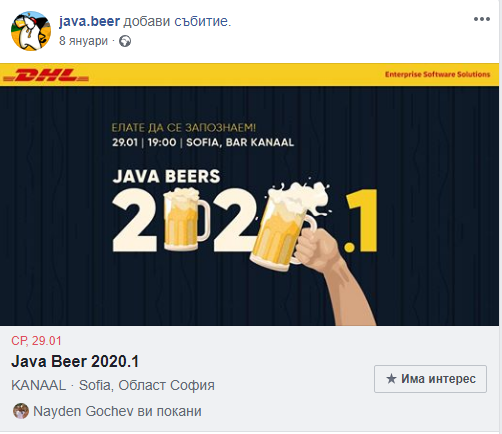 java.beer добави събитие.
8 януари ·
DHL
Enterprise Software Solutions
ЕЛАТЕ ДА СЕ ЗАПОЗНАЕМ!
29.01 | 19:00 | SOFIA, BAR KANAAL
JAVA BEERS
2020.1
СР, 29.01
Java Beer 2020.1
KANAAL · Sofia, Област София
★ Има интерес
Nayden Gochev ви покани